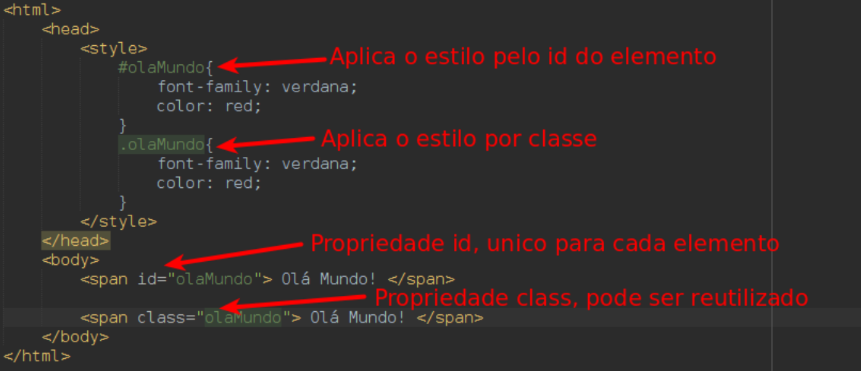 <html>
<head>
<style>
#olaMundo{ Aplica o estilo pelo id do elemento
font-family: verdana;
color: red;
}
.olaMundo{ Aplica o estilo por classe
font-family: verdana;
color: red;
}
</style>
</head> Propriedade id, unico para cada elemento
<body>
<span id="olaMundo"> Olá Mundo! </span>
Propriedade class, pode ser reutilizado
<span class="olaMundo"> Olá Mundo! </span>
</body>
</html>